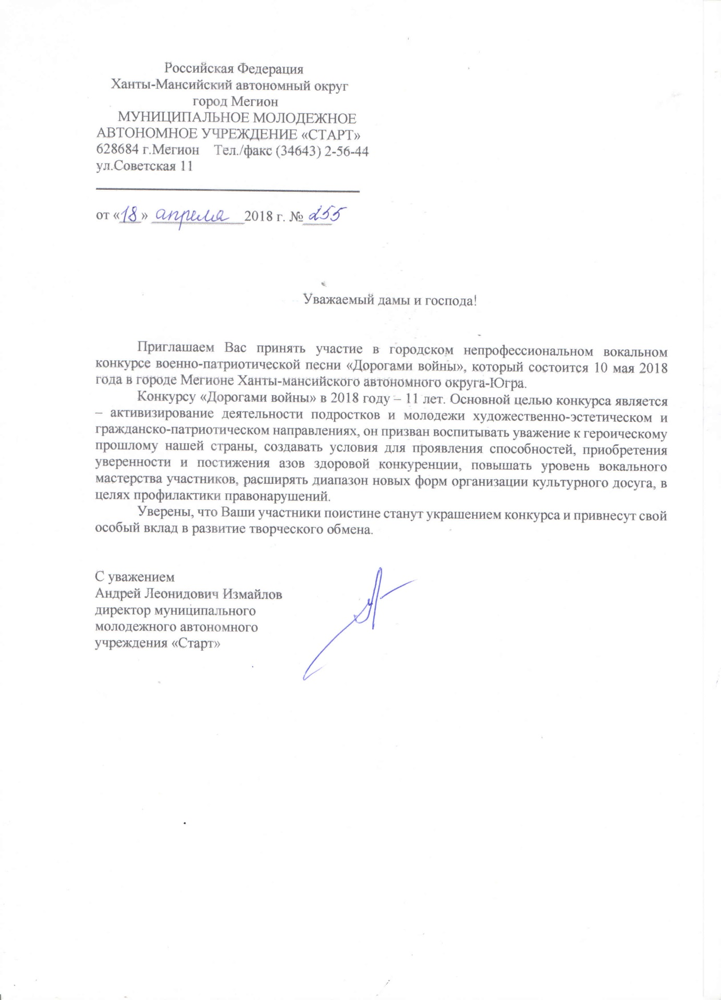 Российская Федерация
Ханты-Мансийский автономный округ
город Мегион
МУНИЦИПАЛЬНОЕ МОЛОДЕЖНОЕ
АВТОНОМНОЕ УЧРЕЖДЕНИЕ «СТАРТ»
628684 г.Мегион Тел./факс (34643) 2-56-44
ул.Советская 11
от «18» апреля 2018 г. № 255
Уважаемый дамы и господа!
Приглашаем Вас принять участие в городском непрофессиональном вокальном
конкурсе военно-патриотической песни «Дорогами войны», который состоится 10 мая 2018
года в городе Мегионе Ханты-мансийского автономного округа-Югра.
Конкурсу «Дорогами войны» в 2018 году – 11 лет. Основной целью конкурса является
– активизирование деятельности подростков и молодежи художественно-эстетическом и
гражданско-патриотическом направлениях, он призван воспитывать уважение к героическому
прошлому нашей страны, создавать условия для проявления способностей, приобретения
уверенности и постижения азов здоровой конкуренции, повышать уровень вокального
мастерства участников, расширять диапазон новых форм организации культурного досуга, в
целях профилактики правонарушений.
Уверены, что Ваши участники поистине станут украшением конкурса и привнесут свой
особый вклад в развитие творческого обмена.
С уважением
Андрей Леонидович Измайлов
директор муниципального
молодежного автономного
учреждения «Старт»